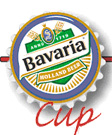 ANNO 1719
Bavaria
HOLLAND BEER
Cup